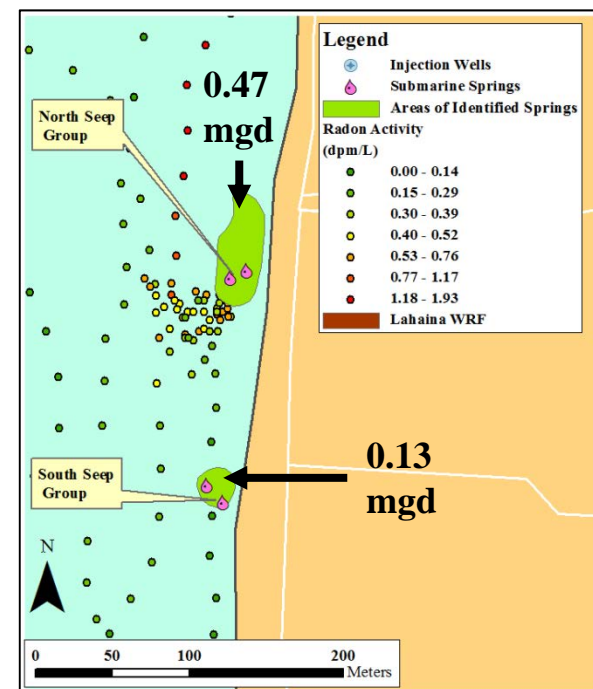 Legend
Injection Wells
Submarine Springs
Areas of Identified Springs
Radon Activity
(dpm/L)
0.00 - 0.14
0.15 - 0.29
0.30 - 0.39
0.40 - 0.52
0.53 - 0.76
0.77 - 1.17
1.18 - 1.93
Lahaina WRF
0.47
mgd
North Seep
Group
0.13
mgd
South Seep
Group
N
0 50 100 200
Meters